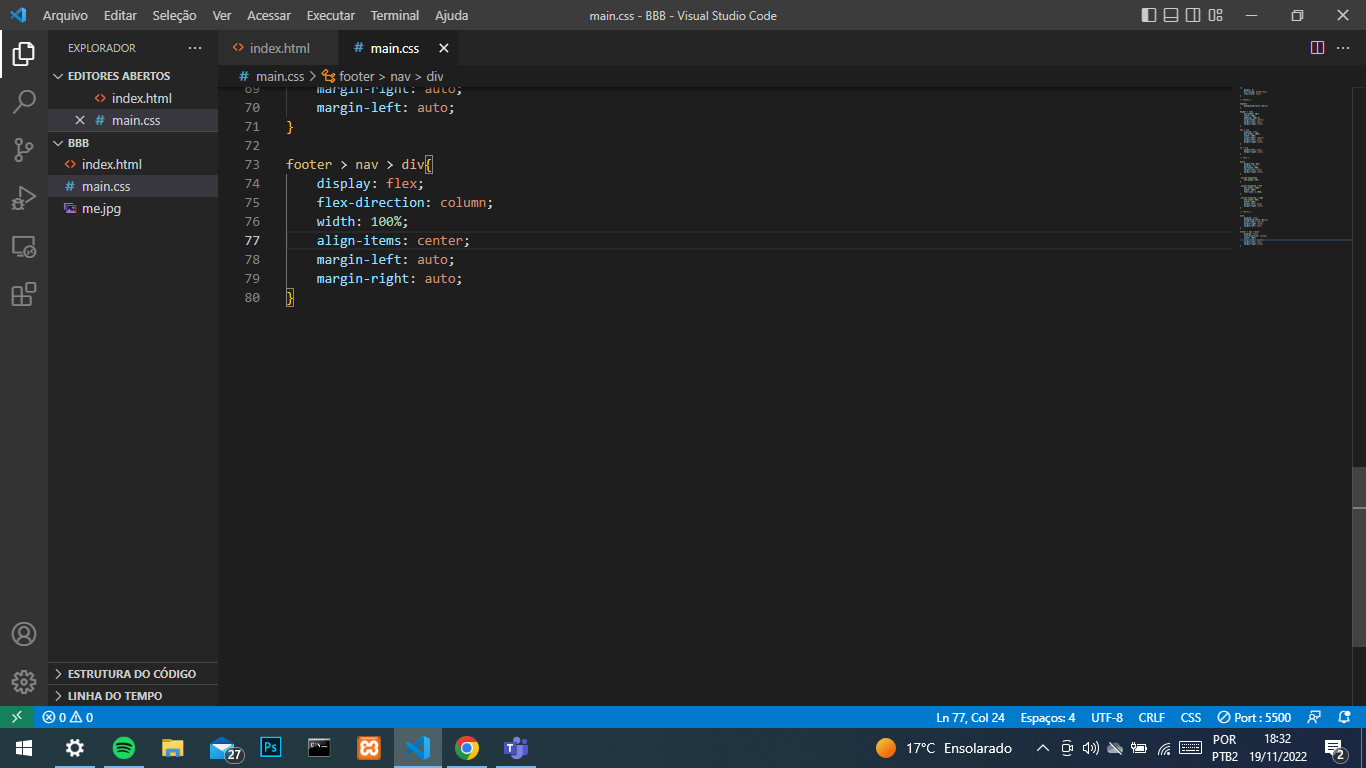 Arquivo Editar Seleção Ver Acessar Executar Terminal Ajuda main.css - BBB - Visual Studio Code
EXPLORADOR
index.html
main.css
EDITORES ABERTOS
index.html
main.css
BBB
index.html
main.css
me.jpg
ESTRUTURA DO CÓDIGO
LINHA DO TEMPO
main.css > footer > nav > div
69 margin-right: auto;
70 margin-left: auto;
71 }
72
73 footer > nav > div{
74 display: flex;
75 flex-direction: column;
76 width: 100%;
77 align-items: center;
78 margin-left: auto;
79 margin-right: auto;
80 }
0 0 Ln 77, Col 24 Espaços: 4 UTF-8 CRLF CSS Port : 5500
27 Ps 17°C Ensolarado POR 18:32
PTB2 19/11/2022 2